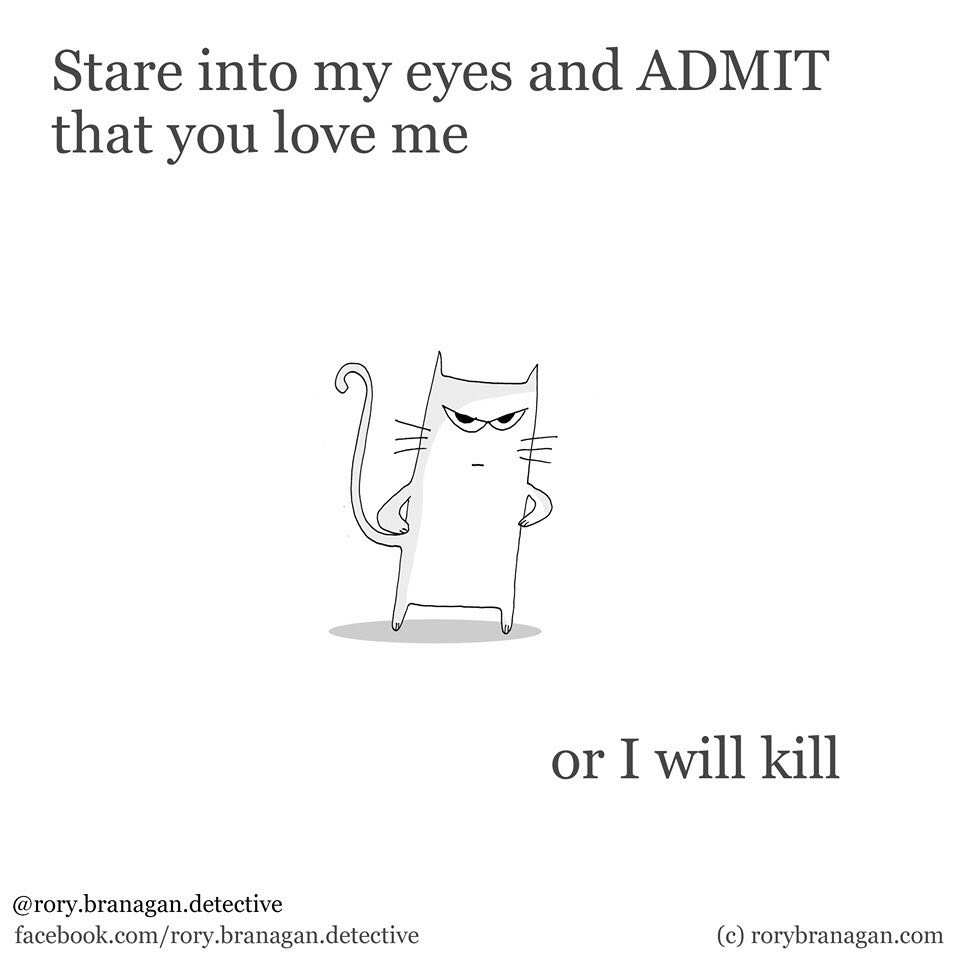 Stare into my eyes and ADMIT
that you love me
or I will kill
@rory.branagan.detective
facebook.com/rory.branagan.detective
(c) rorybranagan.com